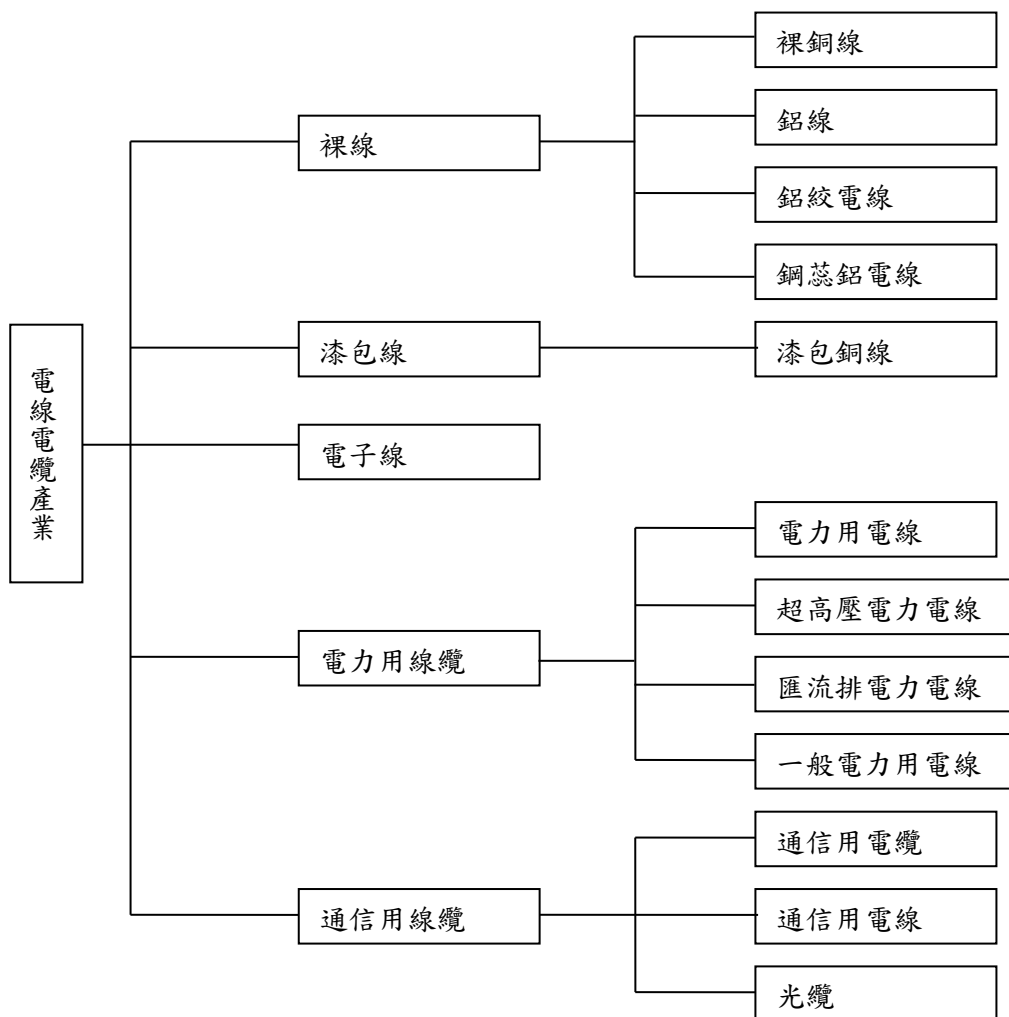 電線電纜產業
裸線
裸銅線
鋁線
鋁絞電線
鋼蕊鋁電線
漆包線
漆包銅線
電子線
電力用線纜
電力用電線
超高壓電力電線
匯流排電力電線
一般電力用電線
通信用線纜
通信用電纜
通信用電線
光纜